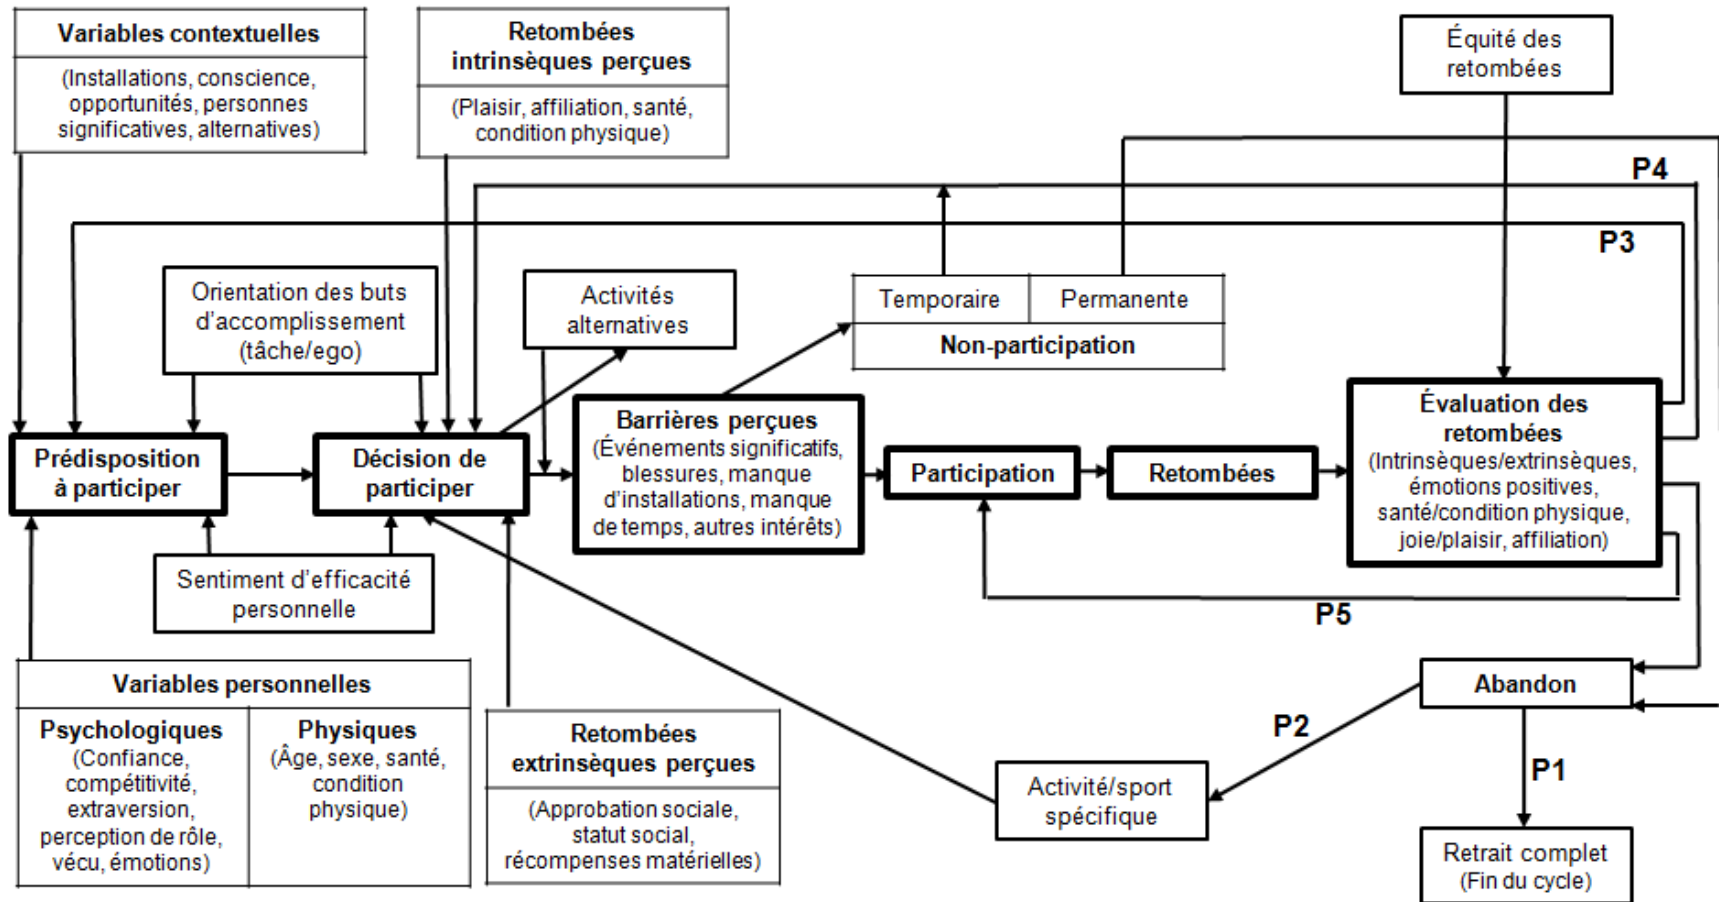 Variables contextuelles
(Installations, conscience,
opportunités, personnes
significatives, alternatives)
Retombées
intrinsèques perçues
(Plaisir, affiliation, santé,
condition physique)
Équité des
retombées
P4
P3
Orientation des buts
d'accomplissement
(tâche/ego)
Activités
alternatives
Temporaire
Permanente
Non-participation
Prédisposition
à participer
Décision de
participer
Barrières perçues
(Événements significatifs,
blessures, manque
d'installations, manque
de temps, autres intérêts)
Participation
Retombées
Évaluation des
retombées
(Intrinsèques/extrinsèques,
émotions positives,
santé/condition physique,
joie/plaisir, affiliation)
Sentiment d'efficacité
personnelle
P5
Variables personnelles
Psychologiques
(Confiance,
compétitivité,
extraversion,
perception de rôle,
vécu, émotions)
Physiques
(Âge, sexe, santé,
condition
physique)
Retombées
extrinsèques perçues
(Approbation sociale,
statut social,
récompenses matérielles)
Abandon
P2
P1
Activité/sport
spécifique
Retrait complet
(Fin du cycle)